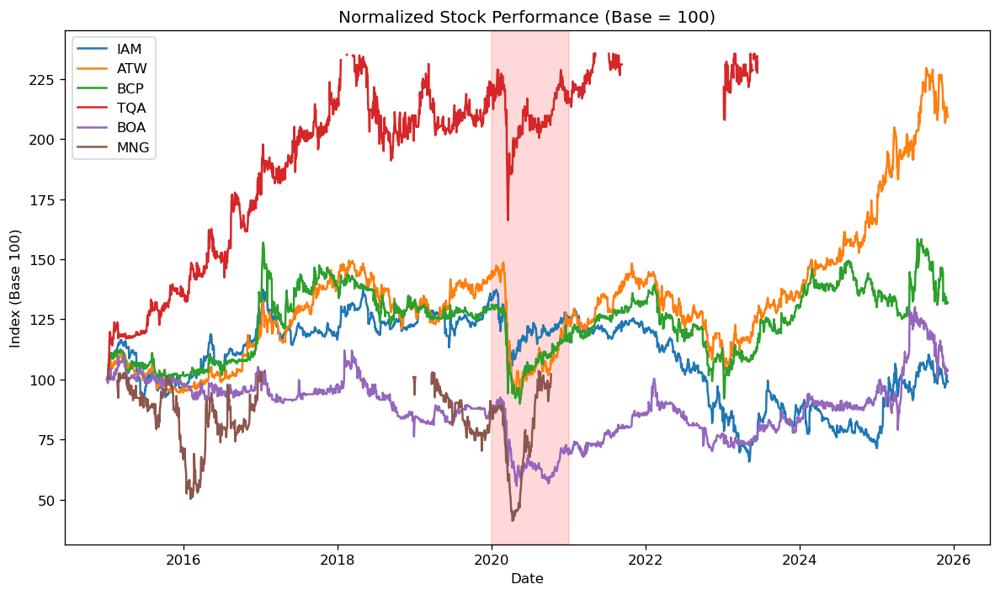 Normalized Stock Performance (Base = 100)
IAM
ATW
BCP
TQA
BOA
MNG
Index (Base 100)
225
200
175
150
125
100
75
50
2016 2018 2020 2022 2024 2026
Date